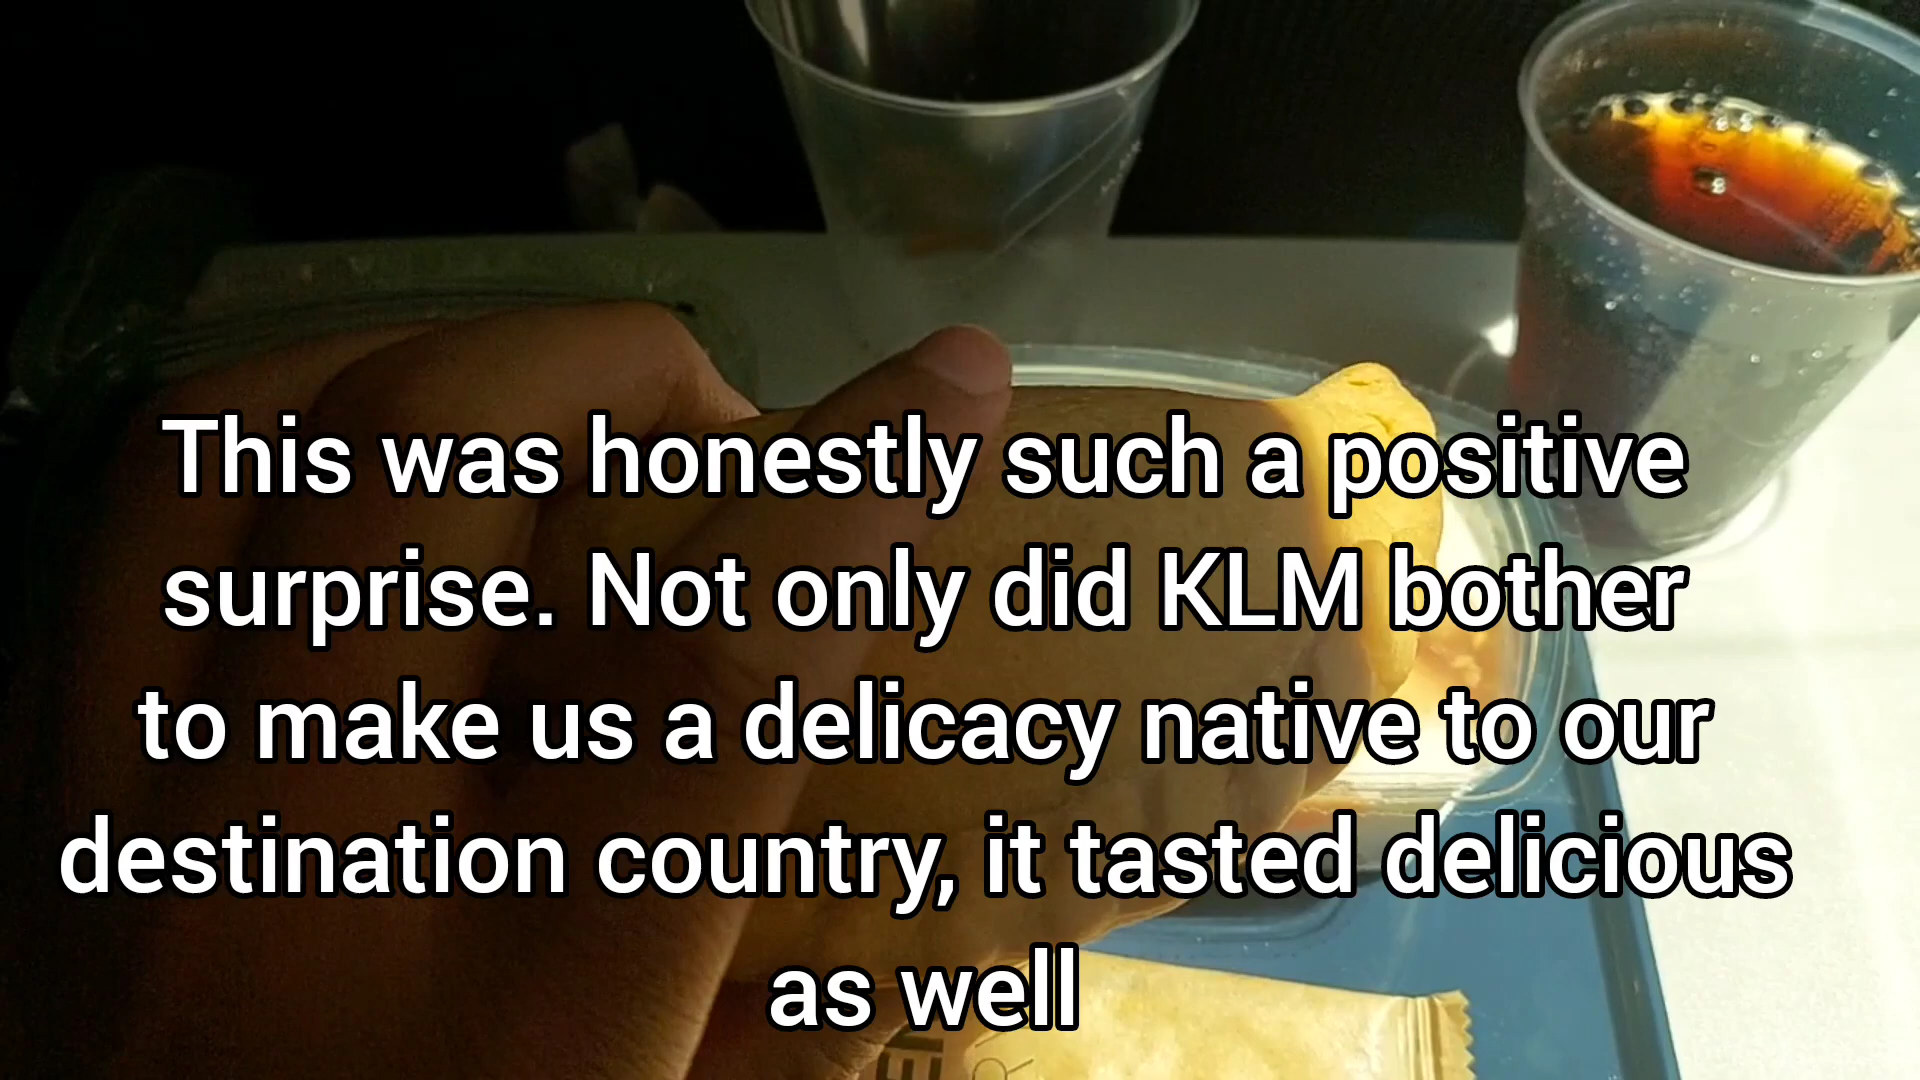 This was honestly such a positive
surprise. Not only did KLM bother
to make us a delicacy native to our
destination country, it tasted delicious
as well